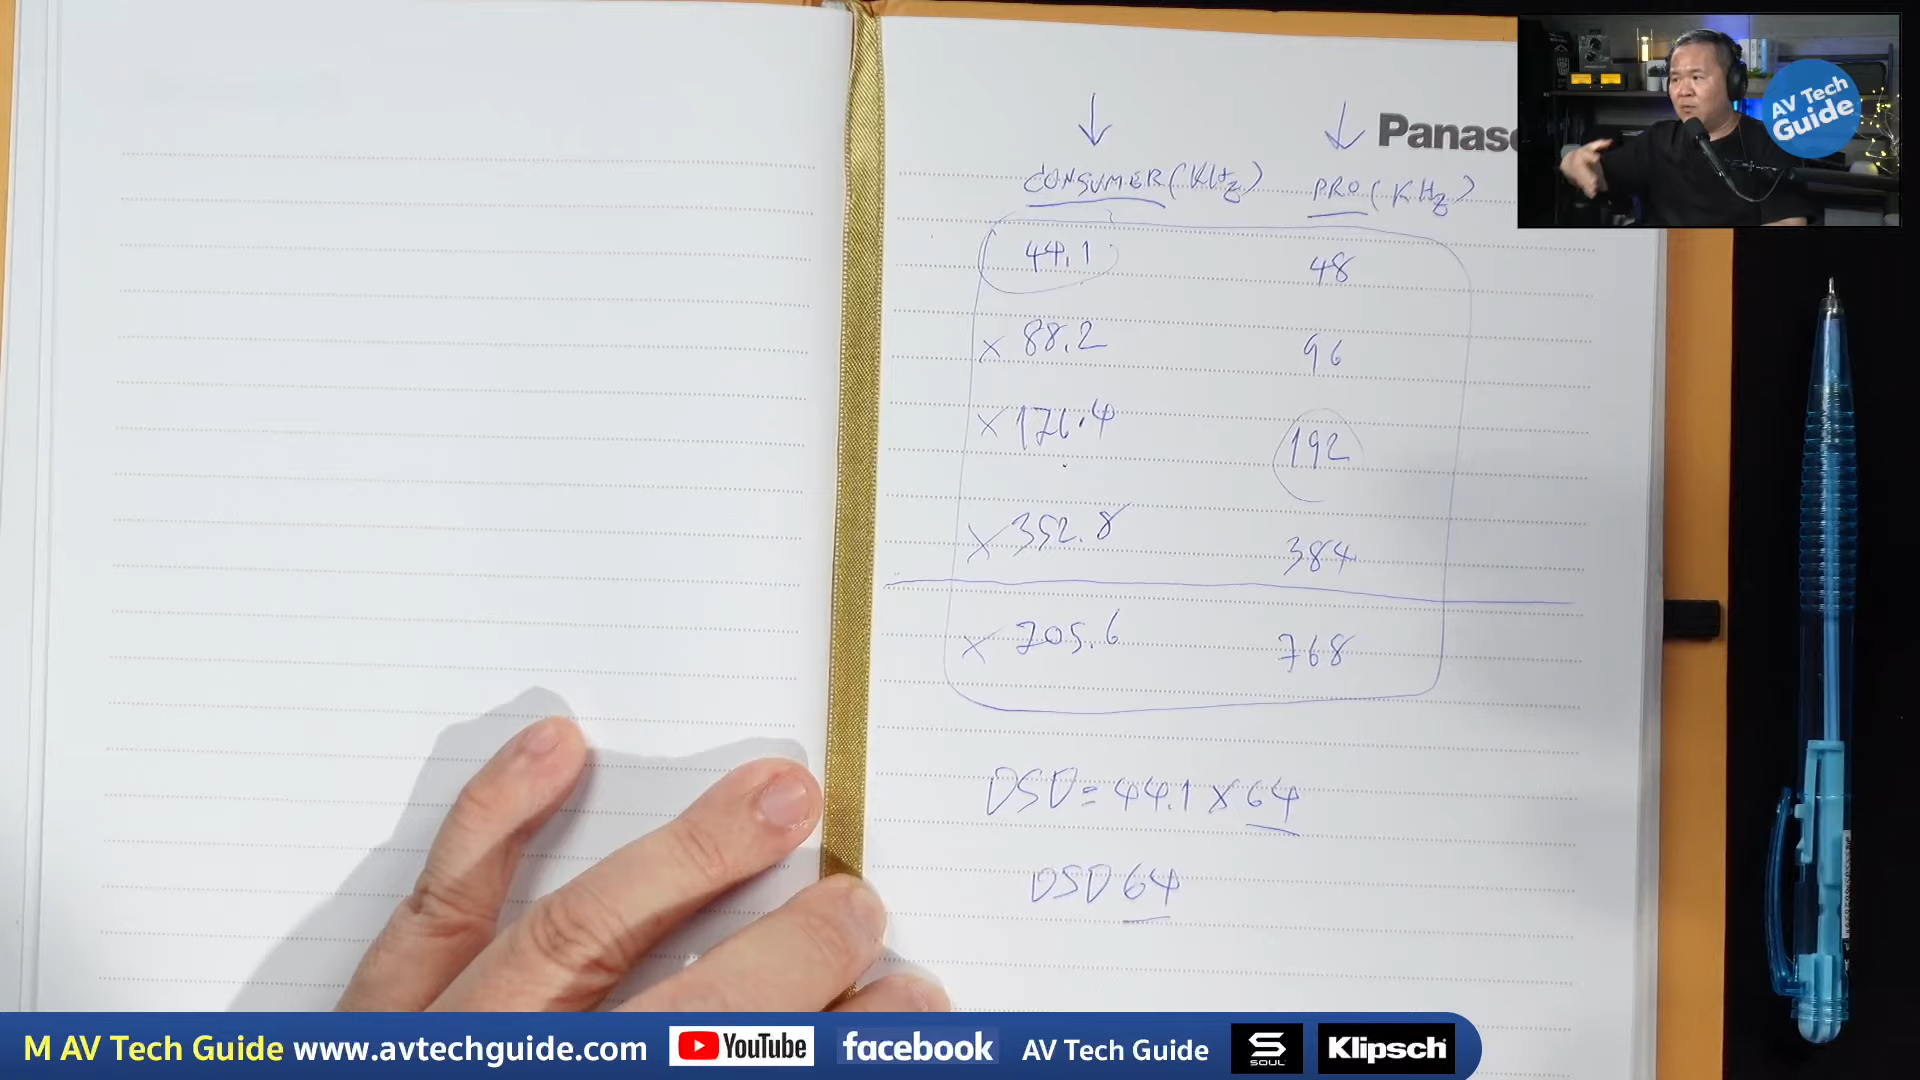 Panaso
AV Tech
Guide
CONSUMER (KHz) PRO (KHz)
44.1 48
x 88.2 96
x 176.4 192
x 352.8 384
x 705.6 768
DSD = 44.1 x 64
DSD 64
M AV Tech Guide www.avtechguide.com YouTube facebook AV Tech Guide S SOUL Klipsch